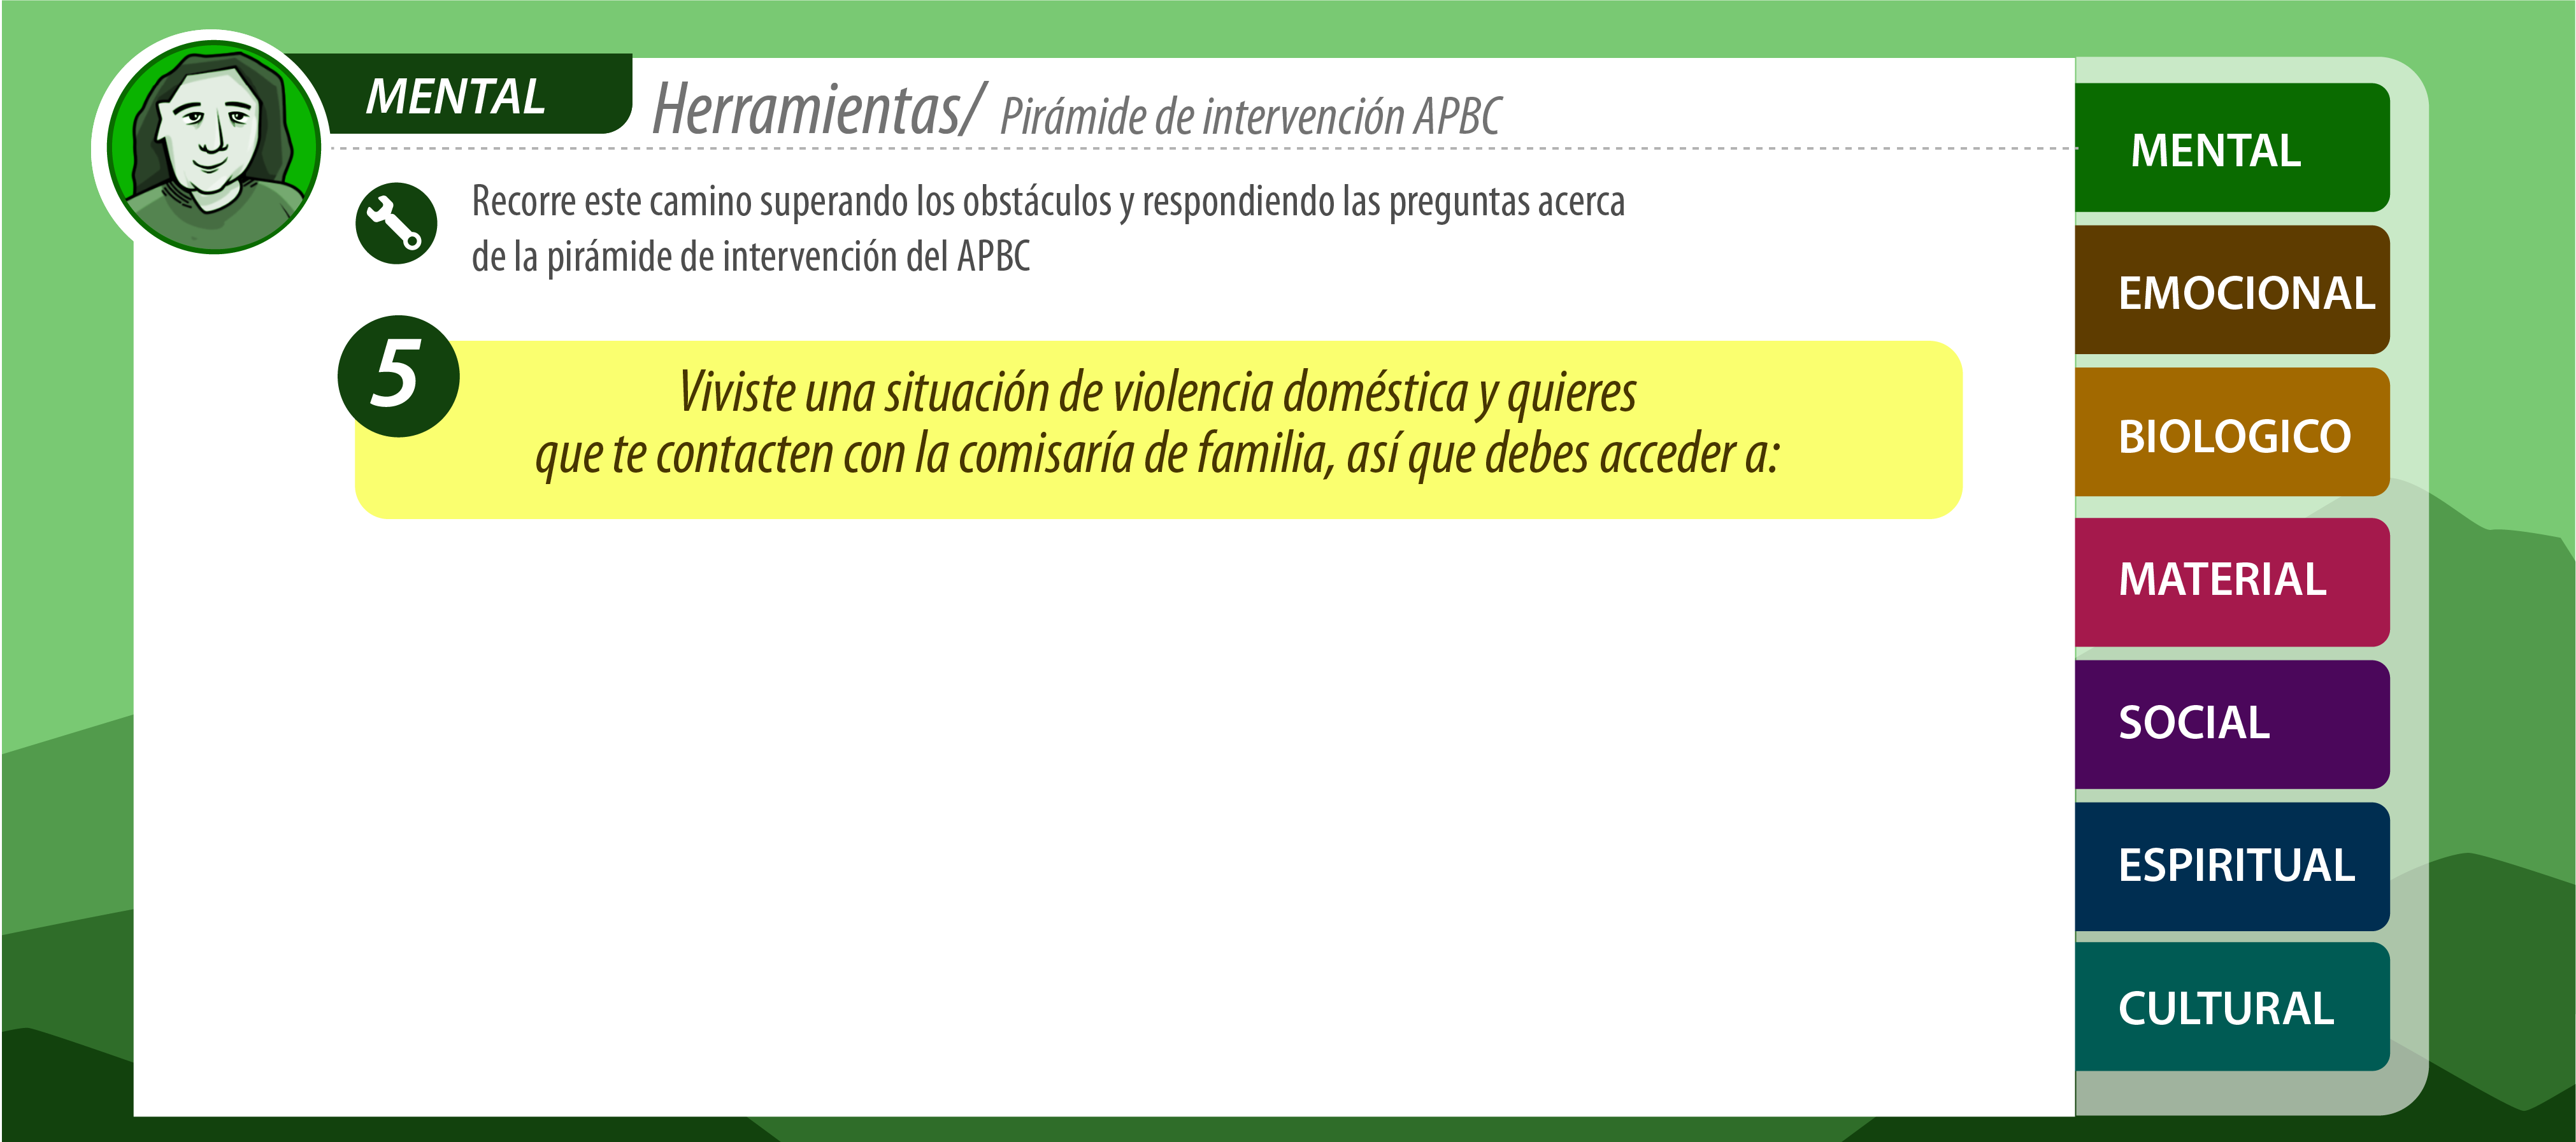 MENTAL
Herramientas/ Pirámide de intervención APBC
Recorre este camino superando los obstáculos y respondiendo las preguntas acerca
de la pirámide de intervención del APBC
5
Viviste una situación de violencia doméstica y quieres
que te contacten con la comisaría de familia, así que debes acceder a:
MENTAL
EMOCIONAL
BIOLOGICO
MATERIAL
SOCIAL
ESPIRITUAL
CULTURAL